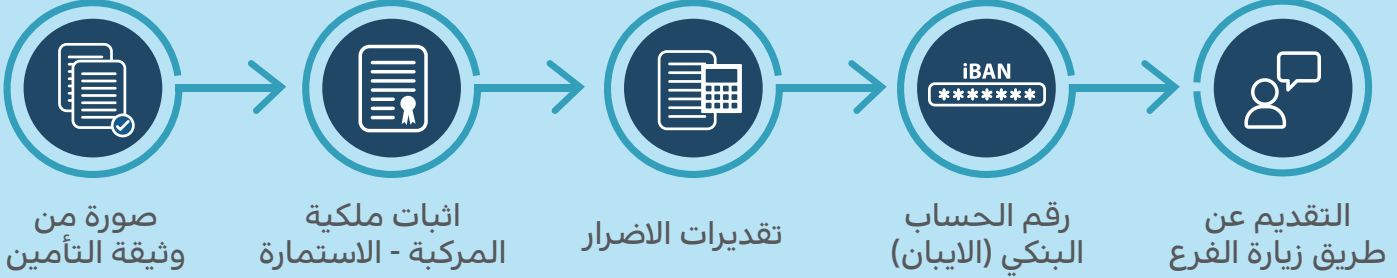 صورة من
وثيقة التأمين
اثبات ملكية
المركبة - الاستمارة
تقديرات الاضرار
iBAN
*******
رقم الحساب
البنكي (الايبان)
التقديم عن
طريق زيارة الفرع